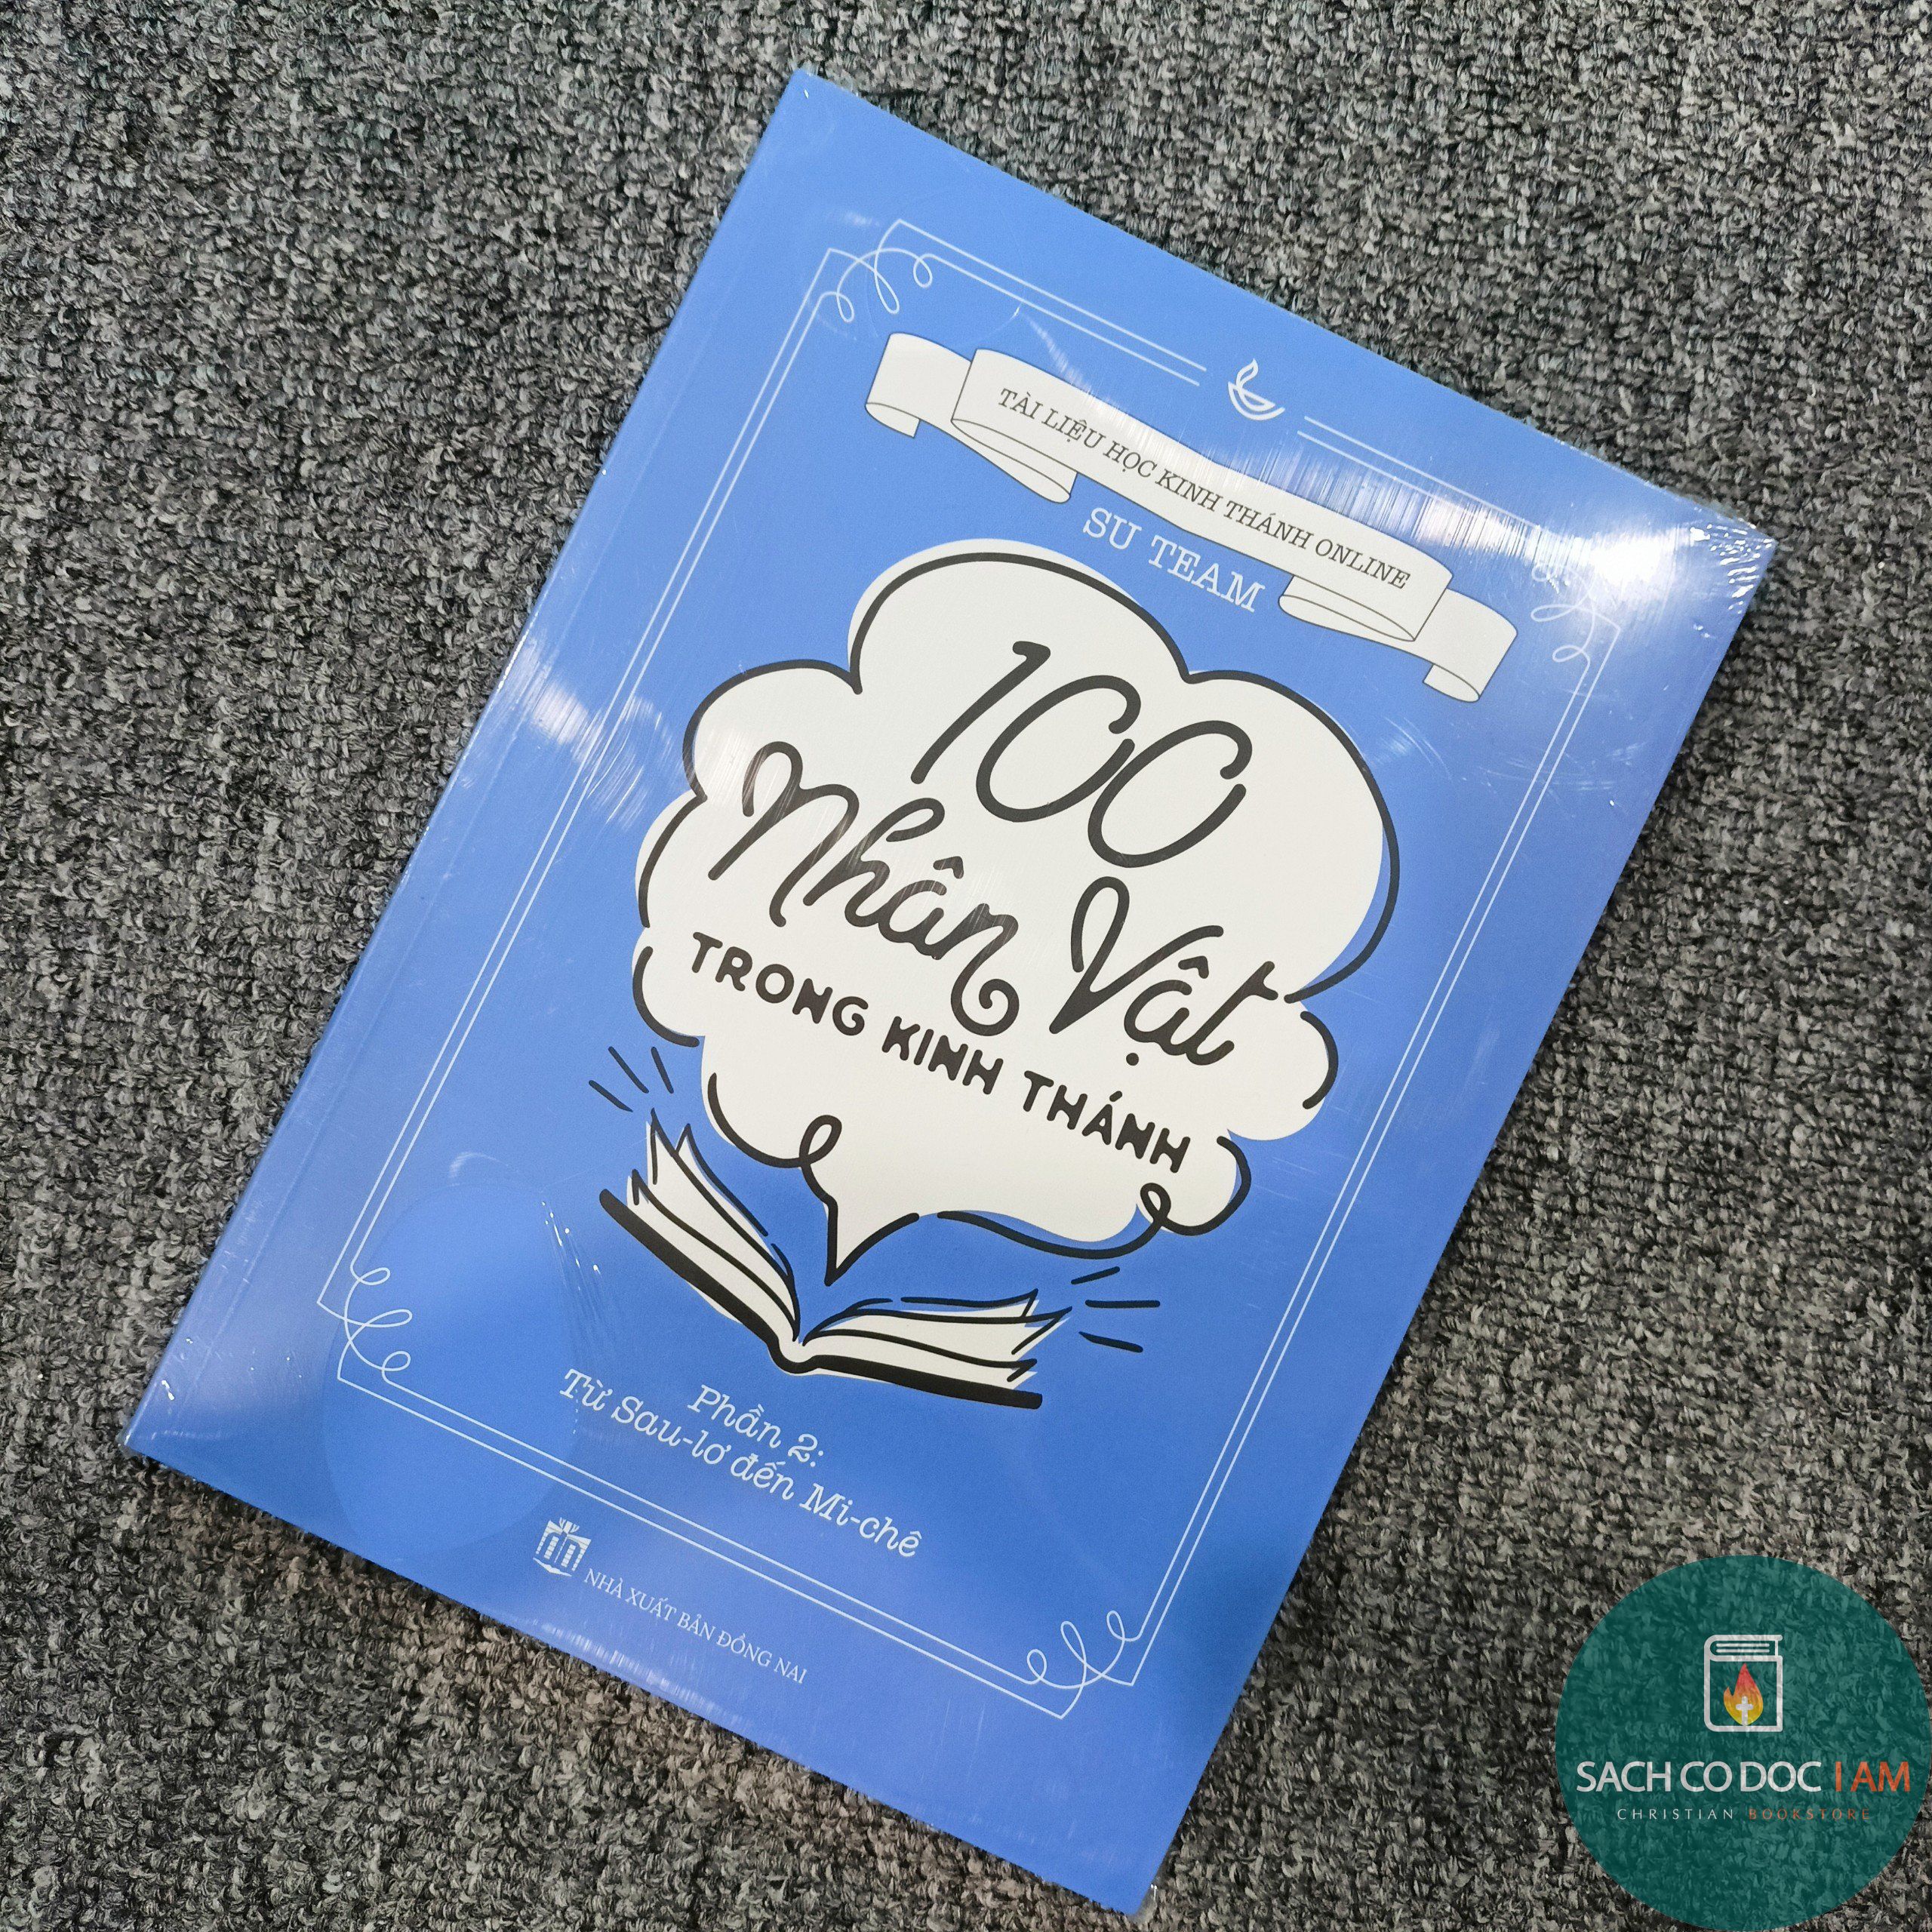 TÀI LIỆU HỌC KINH THÁNH ONLINE
SU TEAM
100
Nhân Vật
TRONG KINH THÁNH
Phần 2:
Từ Sau-lơ đến Mi-chê
NHÀ XUẤT BẢN ĐỒNG NAI
SACH CO DOC I AM
CHRISTIAN BOOKSTORE